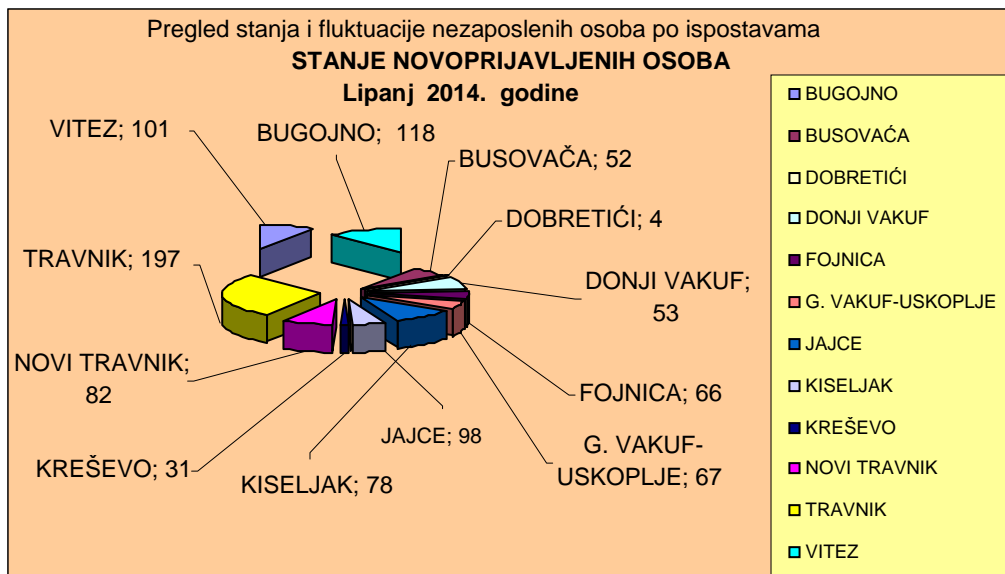 Pregled stanja i fluktuacije nezaposlenih osoba po ispostavama
STANJE NOVOPRIJAVLJENIH OSOBA
Lipanj 2014. godine
VITEZ; 101
BUGOJNO; 118
BUSOVAČA; 52
DOBRETIĆI; 4
TRAVNIK; 197
DONJI VAKUF;
53
NOVI TRAVNIK;
82
FOJNICA; 66
JAJCE; 98
G. VAKUF-
USKOPLJE; 67
KREŠEVO; 31
KISELJAK; 78
BUGOJNO
BUSOVAĆA
DOBRETIĆI
DONJI VAKUF
FOJNICA
G. VAKUF-USKOPLJE
JAJCE
KISELJAK
KREŠEVO
NOVI TRAVNIK
TRAVNIK
VITEZ